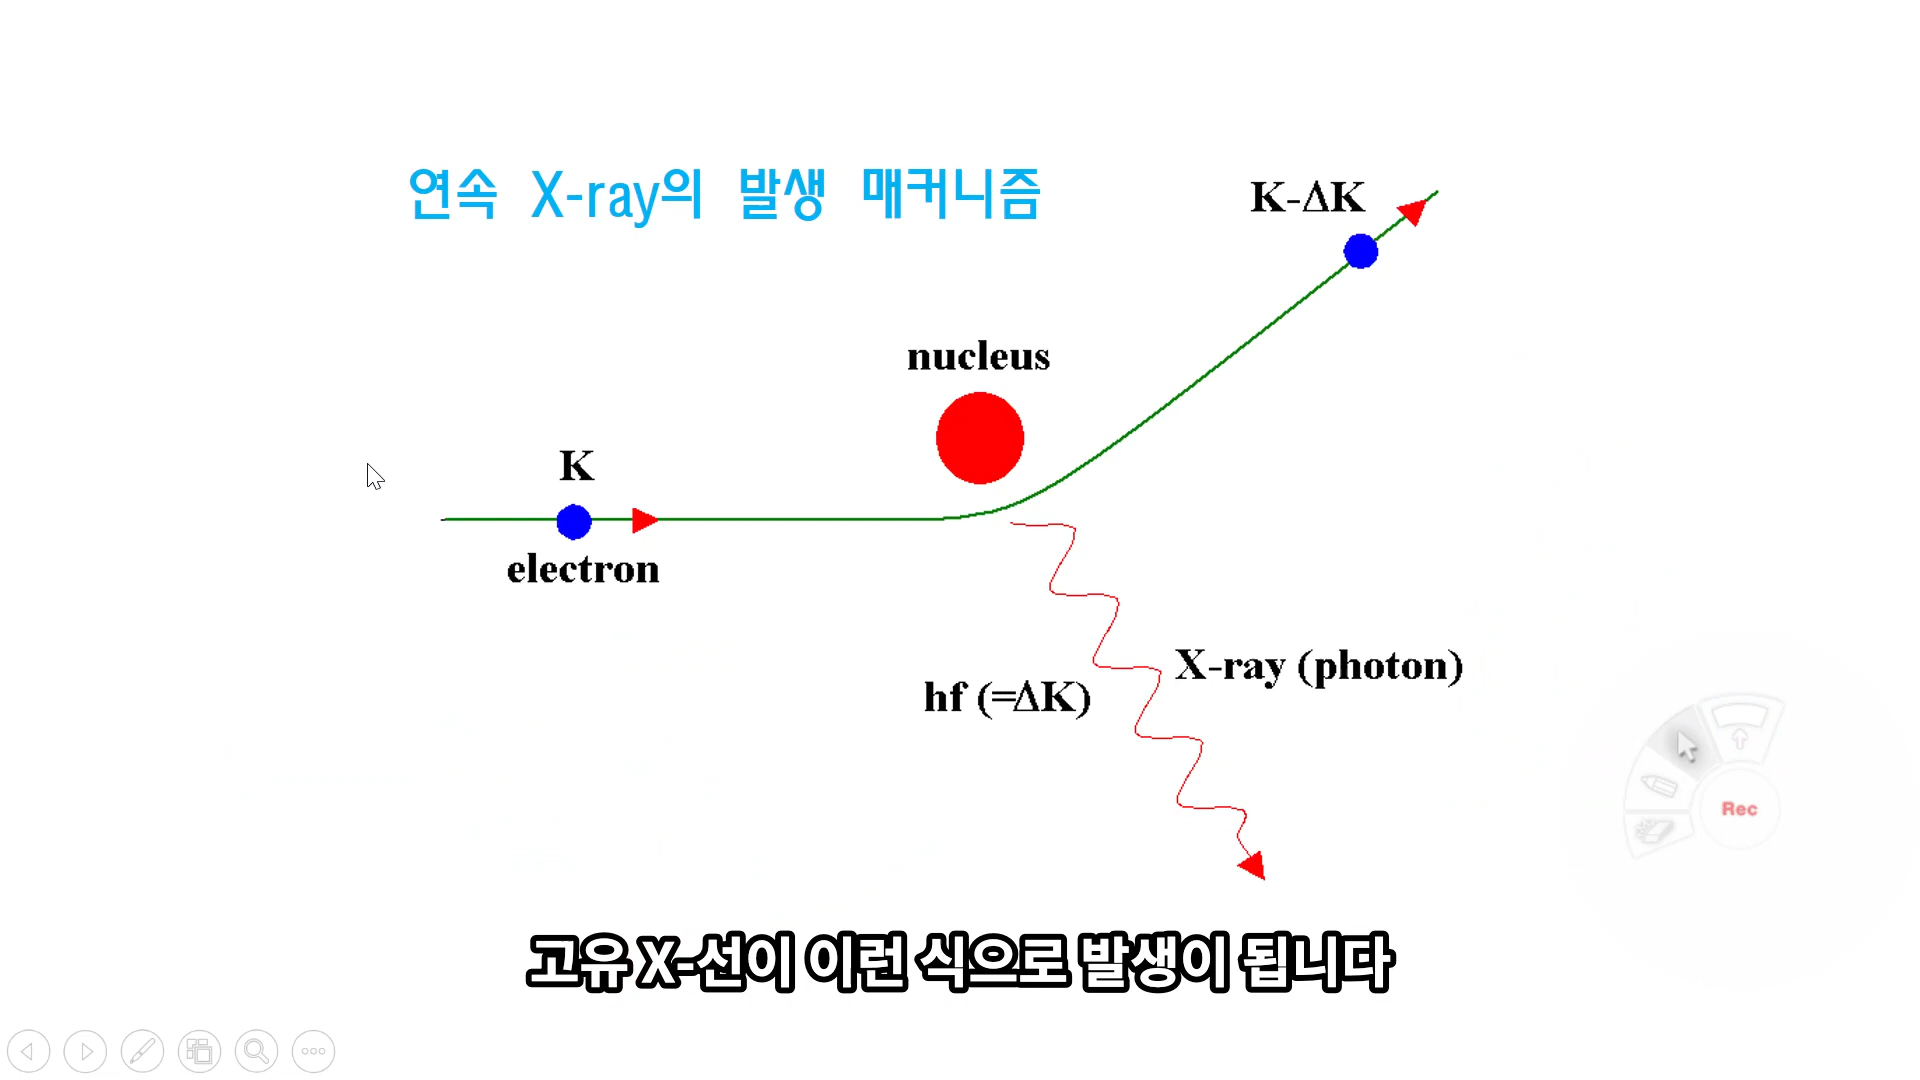 연속 X-ray의 발생 매커니즘
K-ΔK
nucleus
K
electron
X-ray (photon)
hf (=ΔK)
Rec
고유 X-선이 이런 식으로 발생이 됩니다